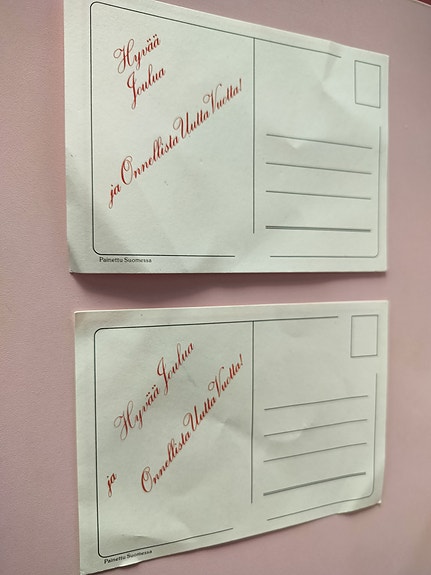 Hyvää
Joulua
ja Onnellista Uutta Vuotta!
Painettu Suomessa
Hyvää Joulua
ja
Onnellista Uutta Vuotta!
Painettu Suomessa